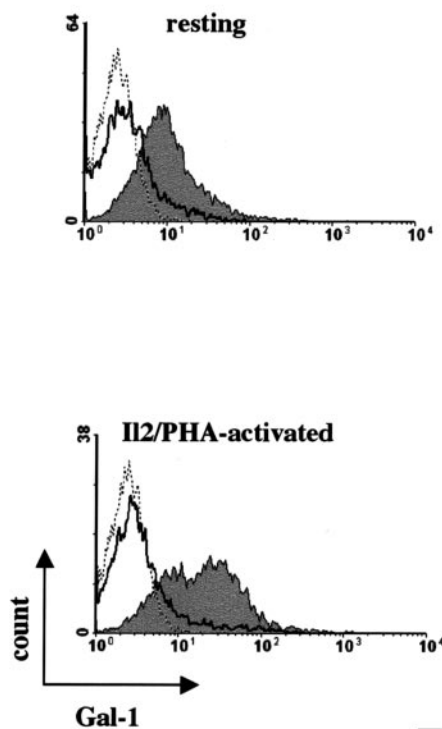 resting
64
0
10⁰ 10¹ 10² 10³ 10⁴
Il2/PHA-activated
38
0
10⁰ 10¹ 10² 10³ 10⁴
count
Gal-1